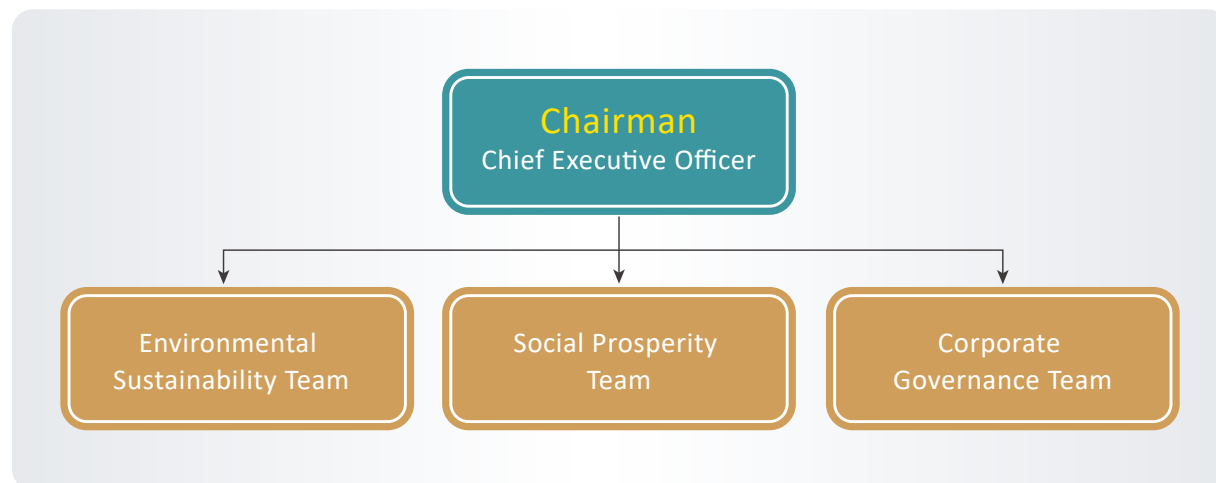 Chairman
Chief Executive Officer
Environmental
Sustainability Team
Social Prosperity
Team
Corporate
Governance Team